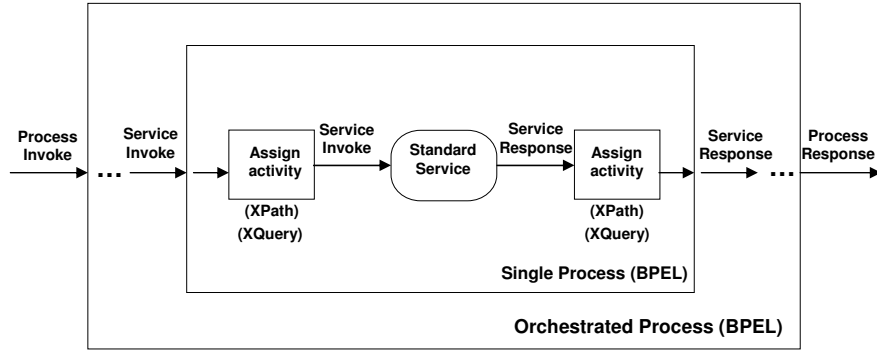 Process
Invoke
...
Service
Invoke
Assign
activity
(XPath)
(XQuery)
Service
Invoke
Standard
Service
Service
Response
Assign
activity
(XPath)
(XQuery)
Service
Response
...
Process
Response
Single Process (BPEL)
Orchestrated Process (BPEL)